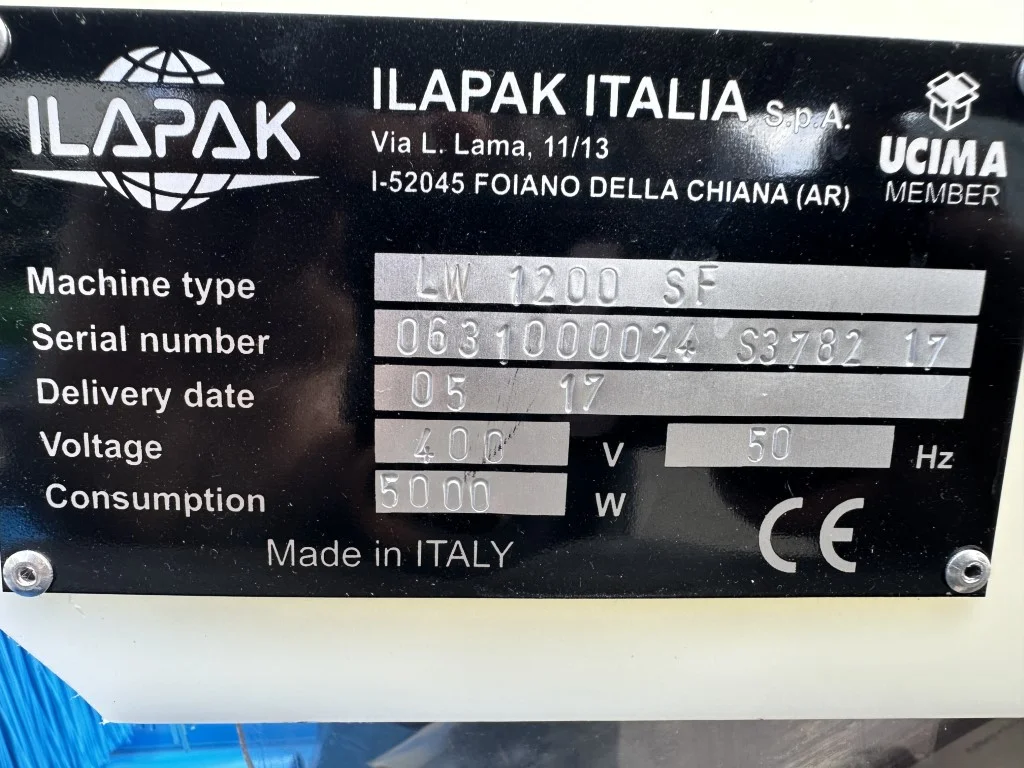 ILAPAK
ILAPAK ITALIA S.p.A.
Via L. Lama, 11/13
I-52045 FOIANO DELLA CHIANA (AR)
UCIMA
MEMBER
Machine type LW 1200 SF
Serial number 0631000024 S3782 17
Delivery date 05 17
Voltage 400 V 50 Hz
Consumption 5000 W
CE
Made in ITALY